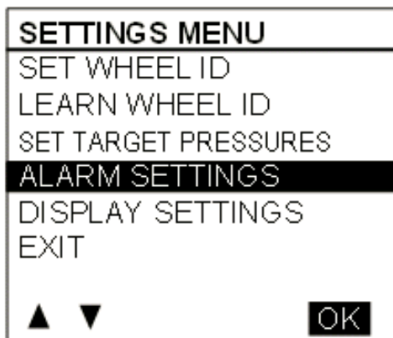 SETTINGS MENU
SET WHEEL ID
LEARN WHEEL ID
SET TARGET PRESSURES
ALARM SETTINGS
DISPLAY SETTINGS
EXIT
▲ ▼ OK